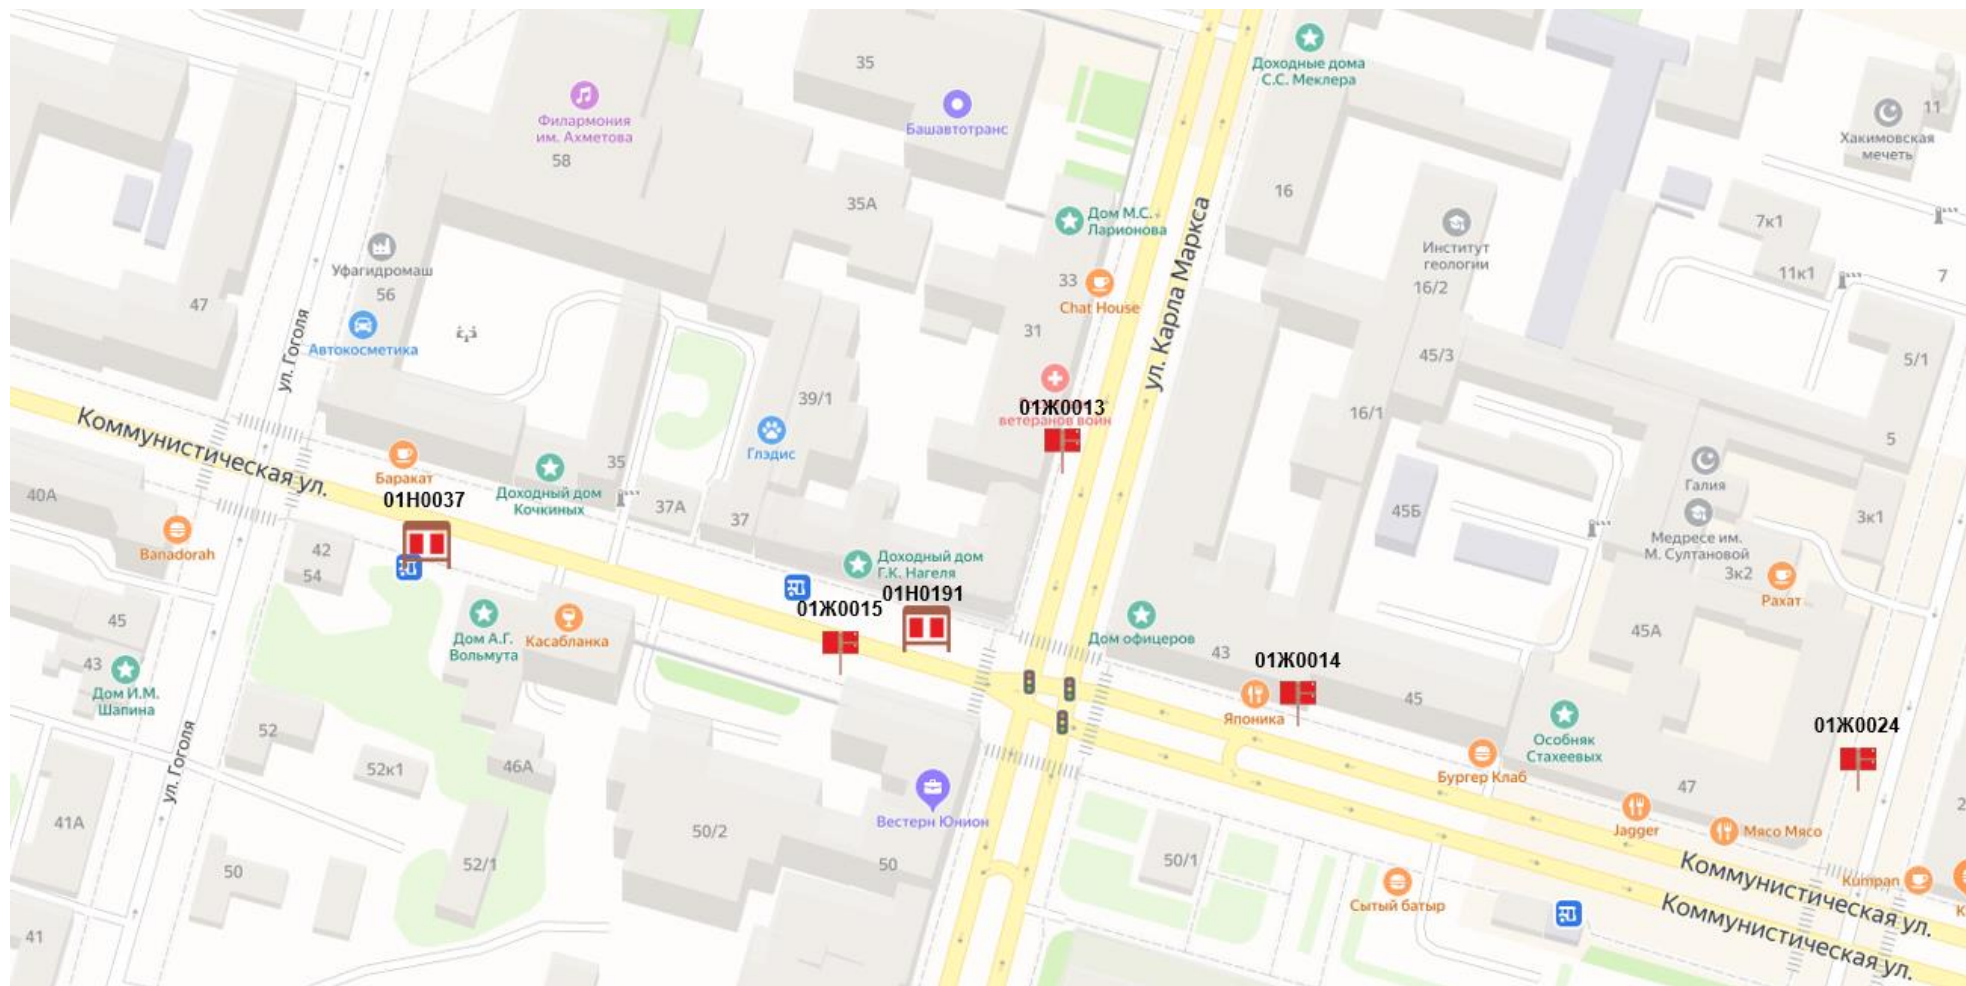 Доходные дома
С.С. Меклера
35
Филармония
им. Ахметова
58
Башавтотранс
11
Хакимовская
мечеть
16
35А
Дом М.С.
Ларионова
7к1
Институт
геологии
16/2
11к1
7
Уфагидромаш
56
47
33
Chat House
31
ул. Карла Маркса
ул. Гоголя
Автокосметика
45/3
5/1
39/1
01Ж0013
ветеранов войн
16/1
Коммунистическая ул.
Глэдис
5
Баракат
35
Галия
01Н0037
40А
Доходный дом
Кочкиных
37А
37
45Б
3к1
Banadorah
42
54
Медресе им.
М. Султановой
3к2
Доходный дом
Г.К. Нагеля
01Н0191
01Ж0015
Рахат
45
Дом А.Г.
Вольмута
Касабланка
Дом офицеров
43
45А
01Ж0014
43
Дом И.М.
Шапина
45
Японика
01Ж0024
52
ул. Гоголя
52к1
46А
Особняк
Стахеевых
Бургер Клаб
47
41А
50/2
Вестерн Юнион
Jagger
Мясо Мясо
2
50
52/1
50
50/1
Коммунистическая ул.
Kumpan
К
Сытый батыр
Коммунистическая ул.
41